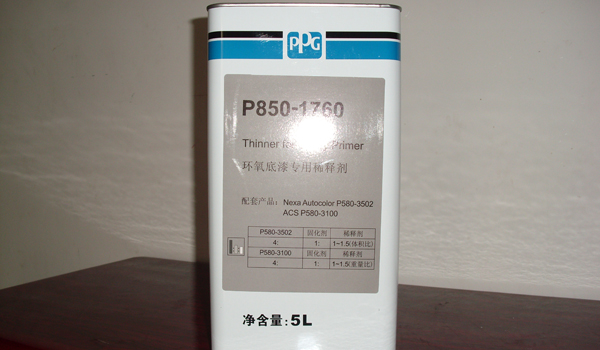 PPG
P850-1760
Thinner Primer
环氧底漆专用稀释剂
配套产品: Nexa Autocolor P580-3502
ACS P580-3100
P580-3502 固化剂 稀释剂
4: 1: 1~1.5(体积比)
P580-3100 固化剂 稀释剂
4: 1: 1~1.5(重量比)
净含量: 5L